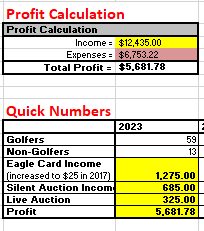 Profit Calculation
Profit Calculation
Income = $12,435.00
Expenses = $6,753.22
Total Profit = $5,681.78
Quick Numbers
2023
Golfers 59
Non-Golfers 13
Eagle Card Income
(increased to $25 in 2017) 1,275.00
Silent Auction Incom 685.00
Live Auction 325.00
Profit 5,681.78